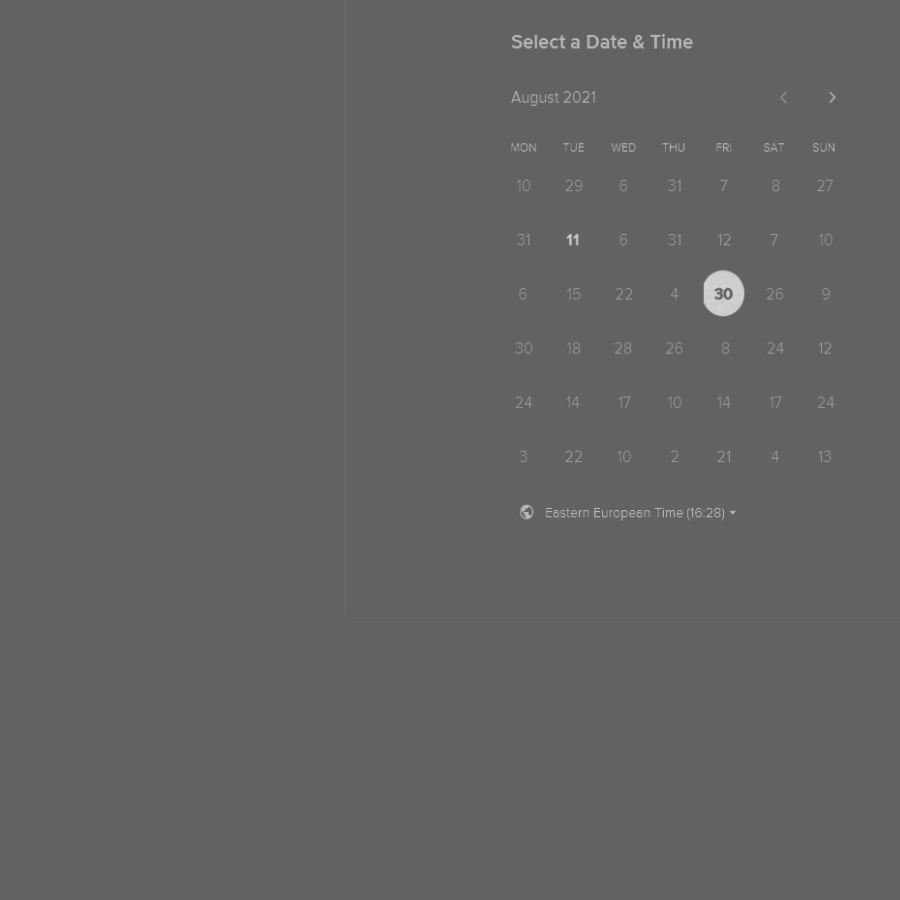 Select a Date & Time
August 2021
MON TUE WED THU FRI SAT SUN
10 29 6 31 7 8 27
31 11 6 31 12 7 10
6 15 22 4 30 26 9
30 18 28 26 8 24 12
24 14 17 10 14 17 24
3 22 10 2 21 4 13
Eastern European Time (16:28)